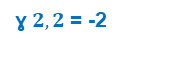 ɣ 2, 2 = -2